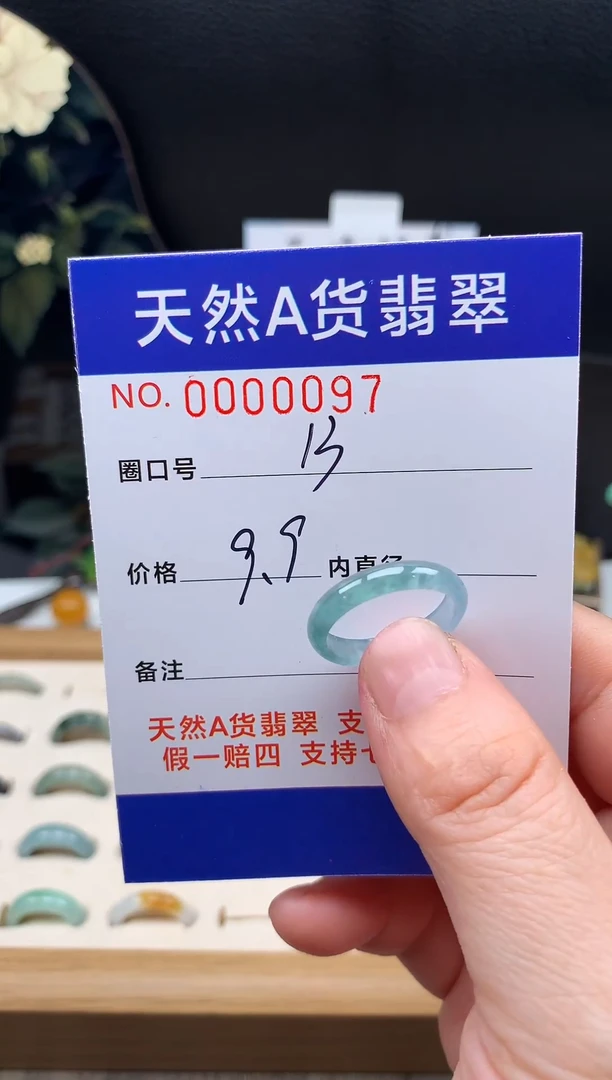 天然A货翡翠
NO. 0000097
圈口号 13
价格 9.9 内直径
备注
天然A货翡翠 支
假一赔四 支持七